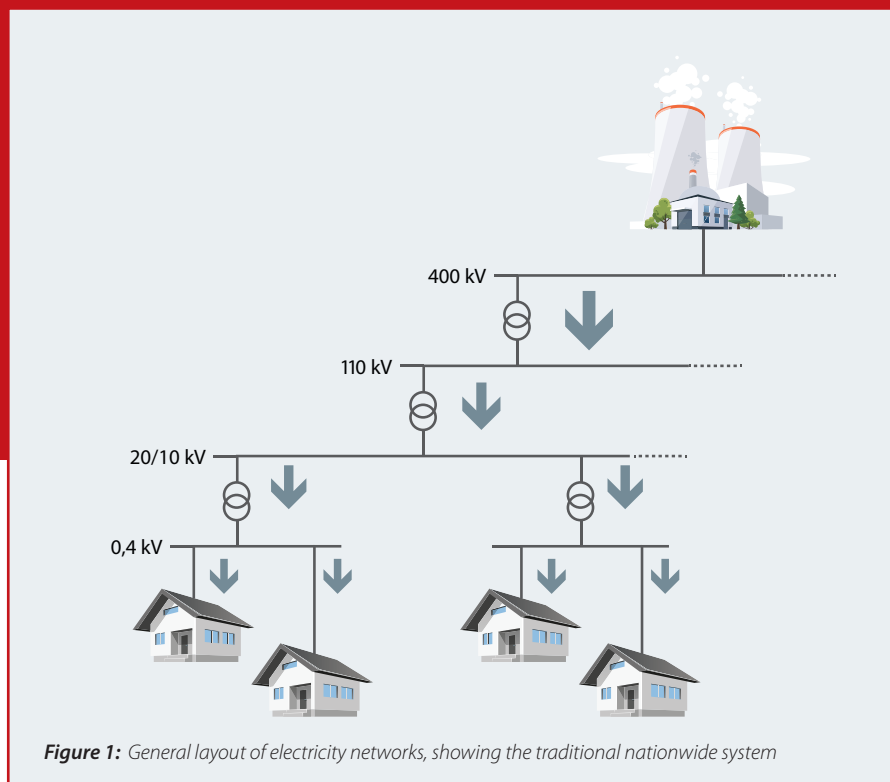 400 kV
110 kV
20/10 kV
0,4 kV
Figure 1: General layout of electricity networks, showing the traditional nationwide system